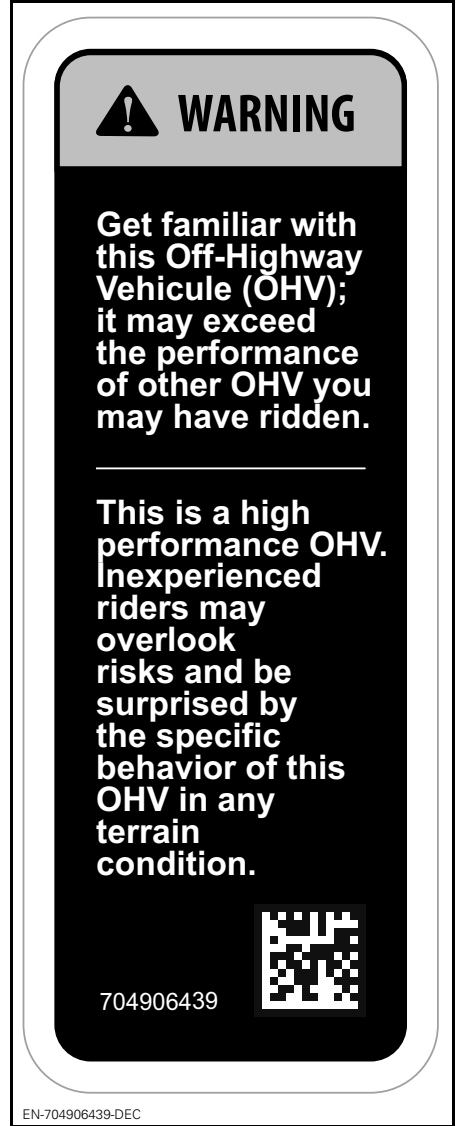 WARNING
Get familiar with
this Off-Highway
Vehicule (OHV);
it may exceed
the performance
of other OHV you
may have ridden.
This is a high
performance OHV.
Inexperienced
riders may
overlook
risks and be
surprised by
the specific
behavior of this
OHV in any
terrain
condition.
704906439
EN-704906439-DEC